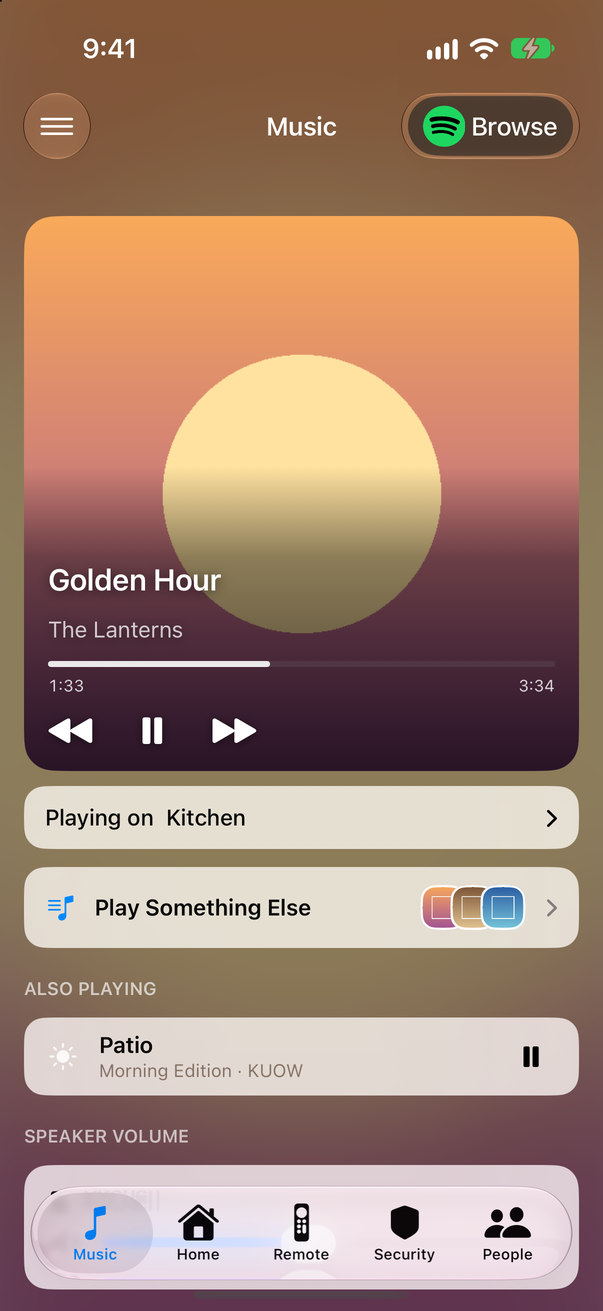 9:41
Music
Browse
Golden Hour
The Lanterns
1:33
3:34
Playing on Kitchen
Play Something Else
ALSO PLAYING
Patio
Morning Edition · KUOW
SPEAKER VOLUME
Music
Home
Remote
Security
People